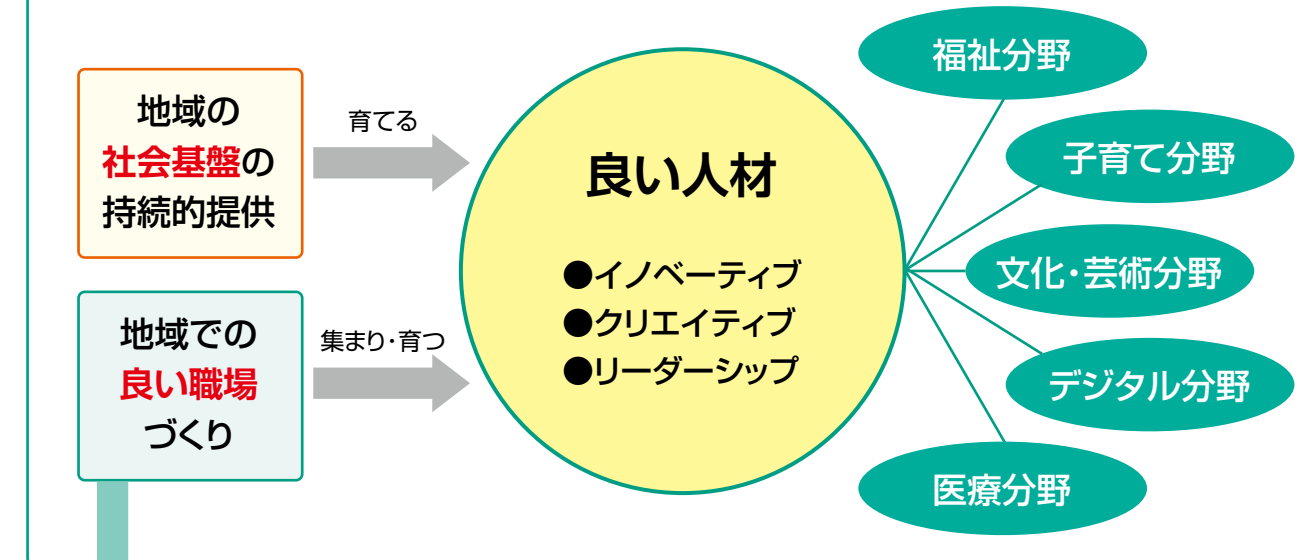 地域の
社会基盤の
持続的提供
育てる
地域での
良い職場
づくり
集まり・育つ
良い人材
●イノベーティブ
●クリエイティブ
●リーダーシップ
福祉分野
子育て分野
文化・芸術分野
デジタル分野
医療分野